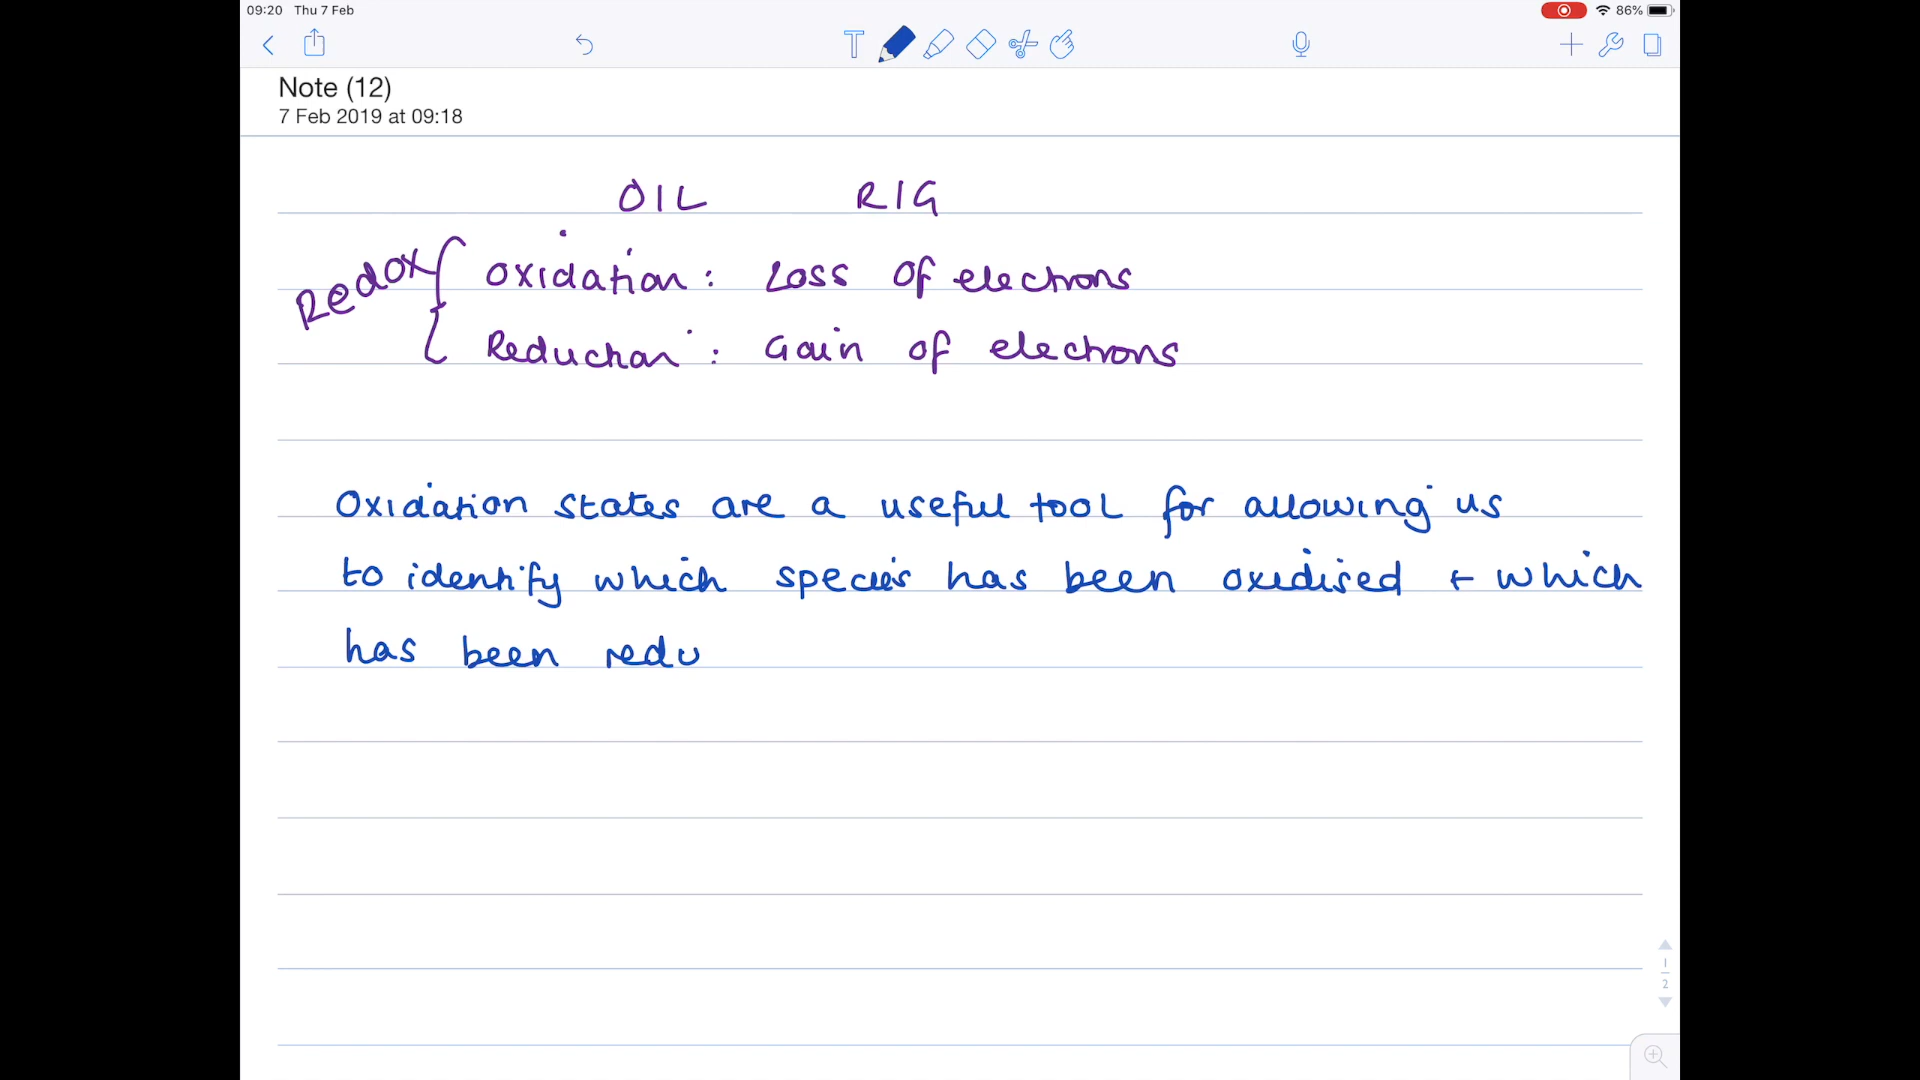 09:20 Thu 7 Feb
86%
T
Note (12)
7 Feb 2019 at 09:18
OIL RIG
Redox
Oxidation: Loss of electrons
Reduction: Gain of electrons
Oxidation states are a useful tool for allowing us
to identify which species has been oxidised + which
has been redu
1
2